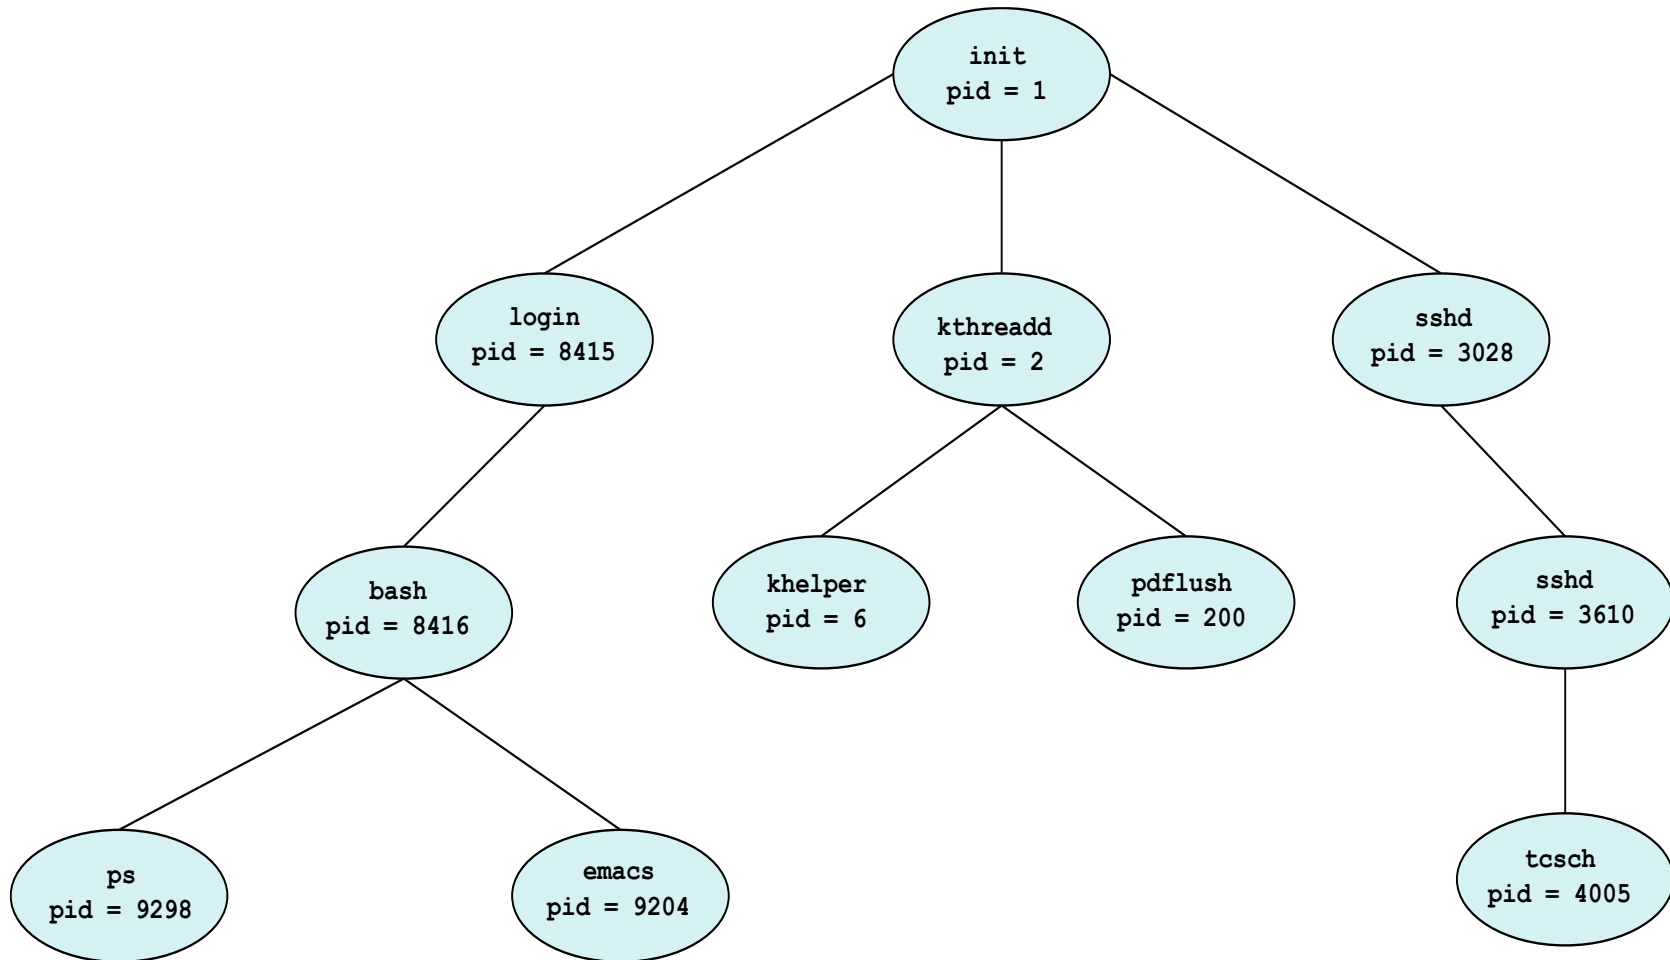 init
pid = 1
login
pid = 8415
kthreadd
pid = 2
sshd
pid = 3028
bash
pid = 8416
khelper
pid = 6
pdflush
pid = 200
sshd
pid = 3610
ps
pid = 9298
emacs
pid = 9204
tcsch
pid = 4005